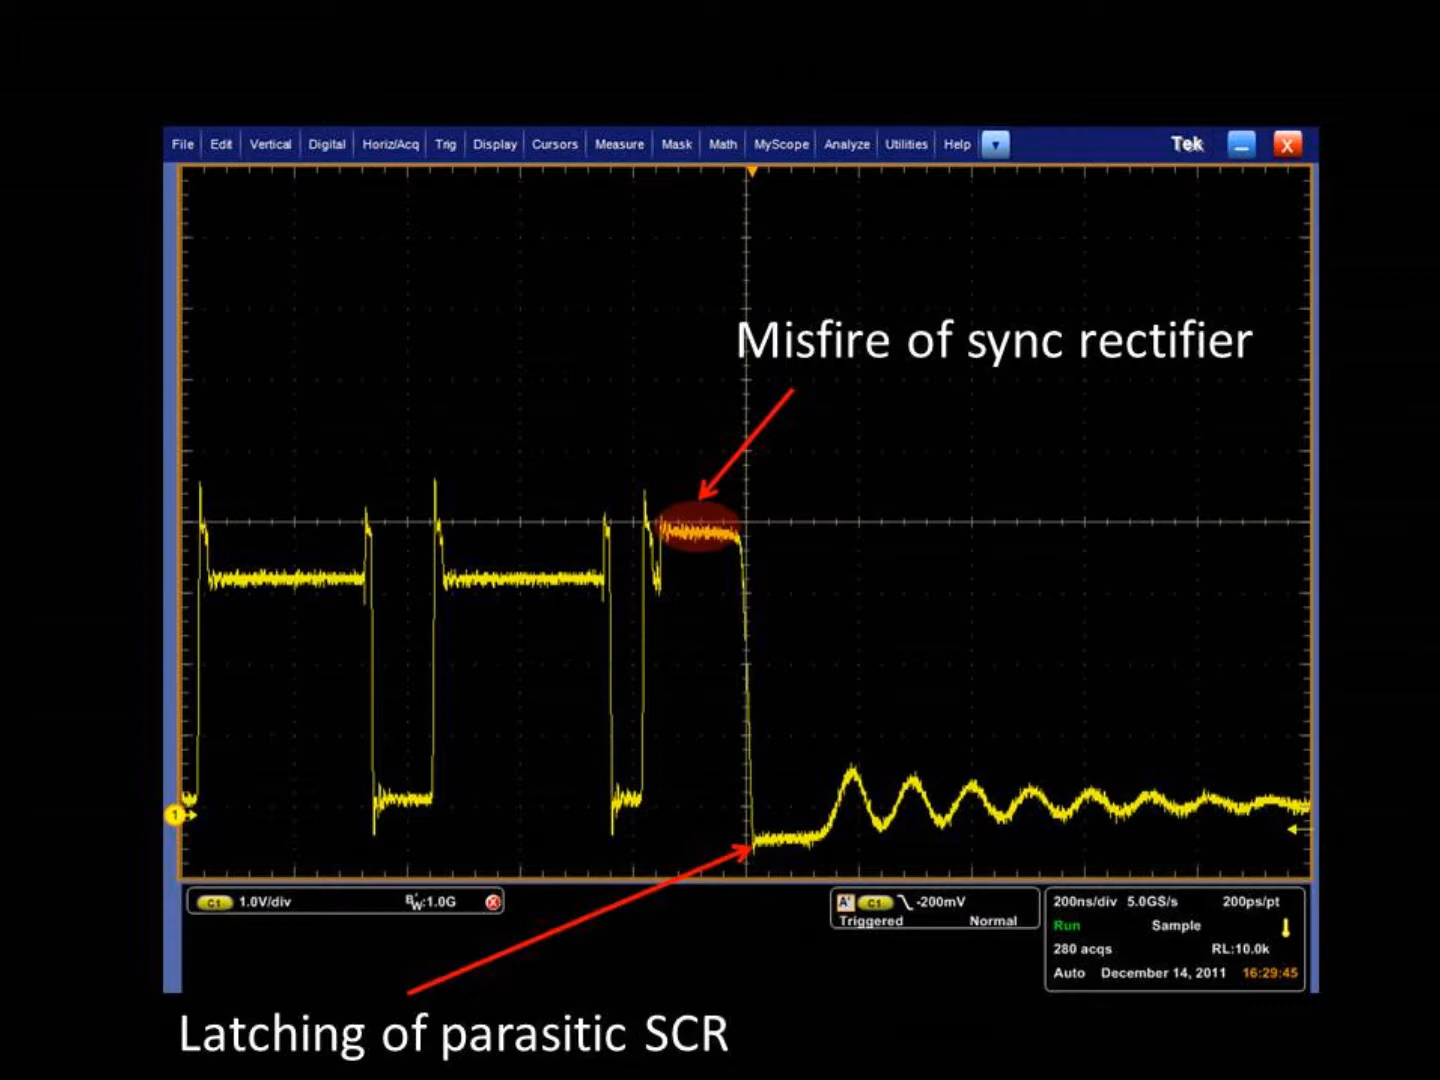 File Edit Vertical Digital Horiz/Acq Trig Display Cursors Measure Mask Math MyScope Analyze Utilities Help Tek X
Misfire of sync rectifier
1
C1 1.0V/div BW:1.0G
A' C1 -200mV
Triggered Normal
200ns/div 5.0GS/s 200ps/pt
Run Sample
280 acqs RL:10.0k
Auto December 14, 2011 16:29:45
Latching of parasitic SCR